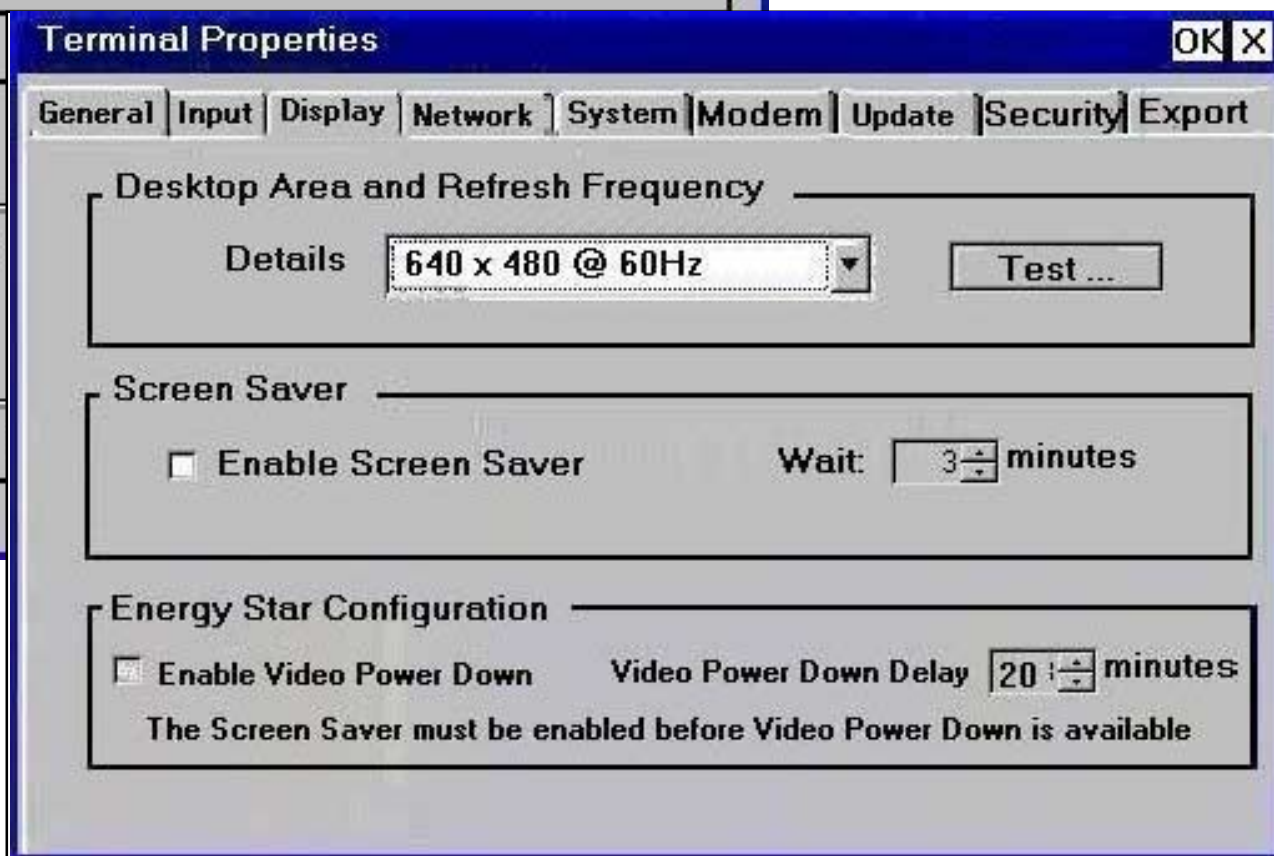 Terminal Properties OK X
General Input Display Network System Modem Update Security Export
Desktop Area and Refresh Frequency
Details 640 x 480 @ 60Hz Test ...
Screen Saver
Enable Screen Saver Wait: 3 minutes
Energy Star Configuration
Enable Video Power Down Video Power Down Delay 20 minutes
The Screen Saver must be enabled before Video Power Down is available